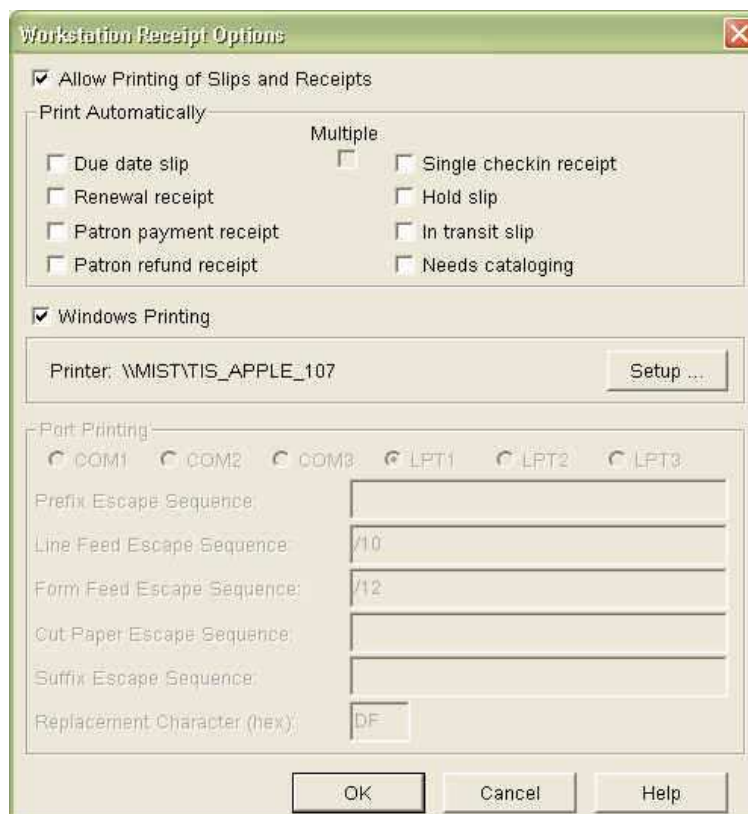 Workstation Receipt Options
Allow Printing of Slips and Receipts
Print Automatically
Multiple
Due date slip
Single checkin receipt
Renewal receipt
Hold slip
Patron payment receipt
In transit slip
Patron refund receipt
Needs cataloging
Windows Printing
Printer: \\MIST\TIS_APPLE_107
Setup ...
Port Printing
COM1 COM2 COM3 LPT1 LPT2 LPT3
Prefix Escape Sequence:
Line Feed Escape Sequence: /10
Form Feed Escape Sequence: /12
Cut Paper Escape Sequence:
Suffix Escape Sequence:
Replacement Character (hex): DF
OK Cancel Help